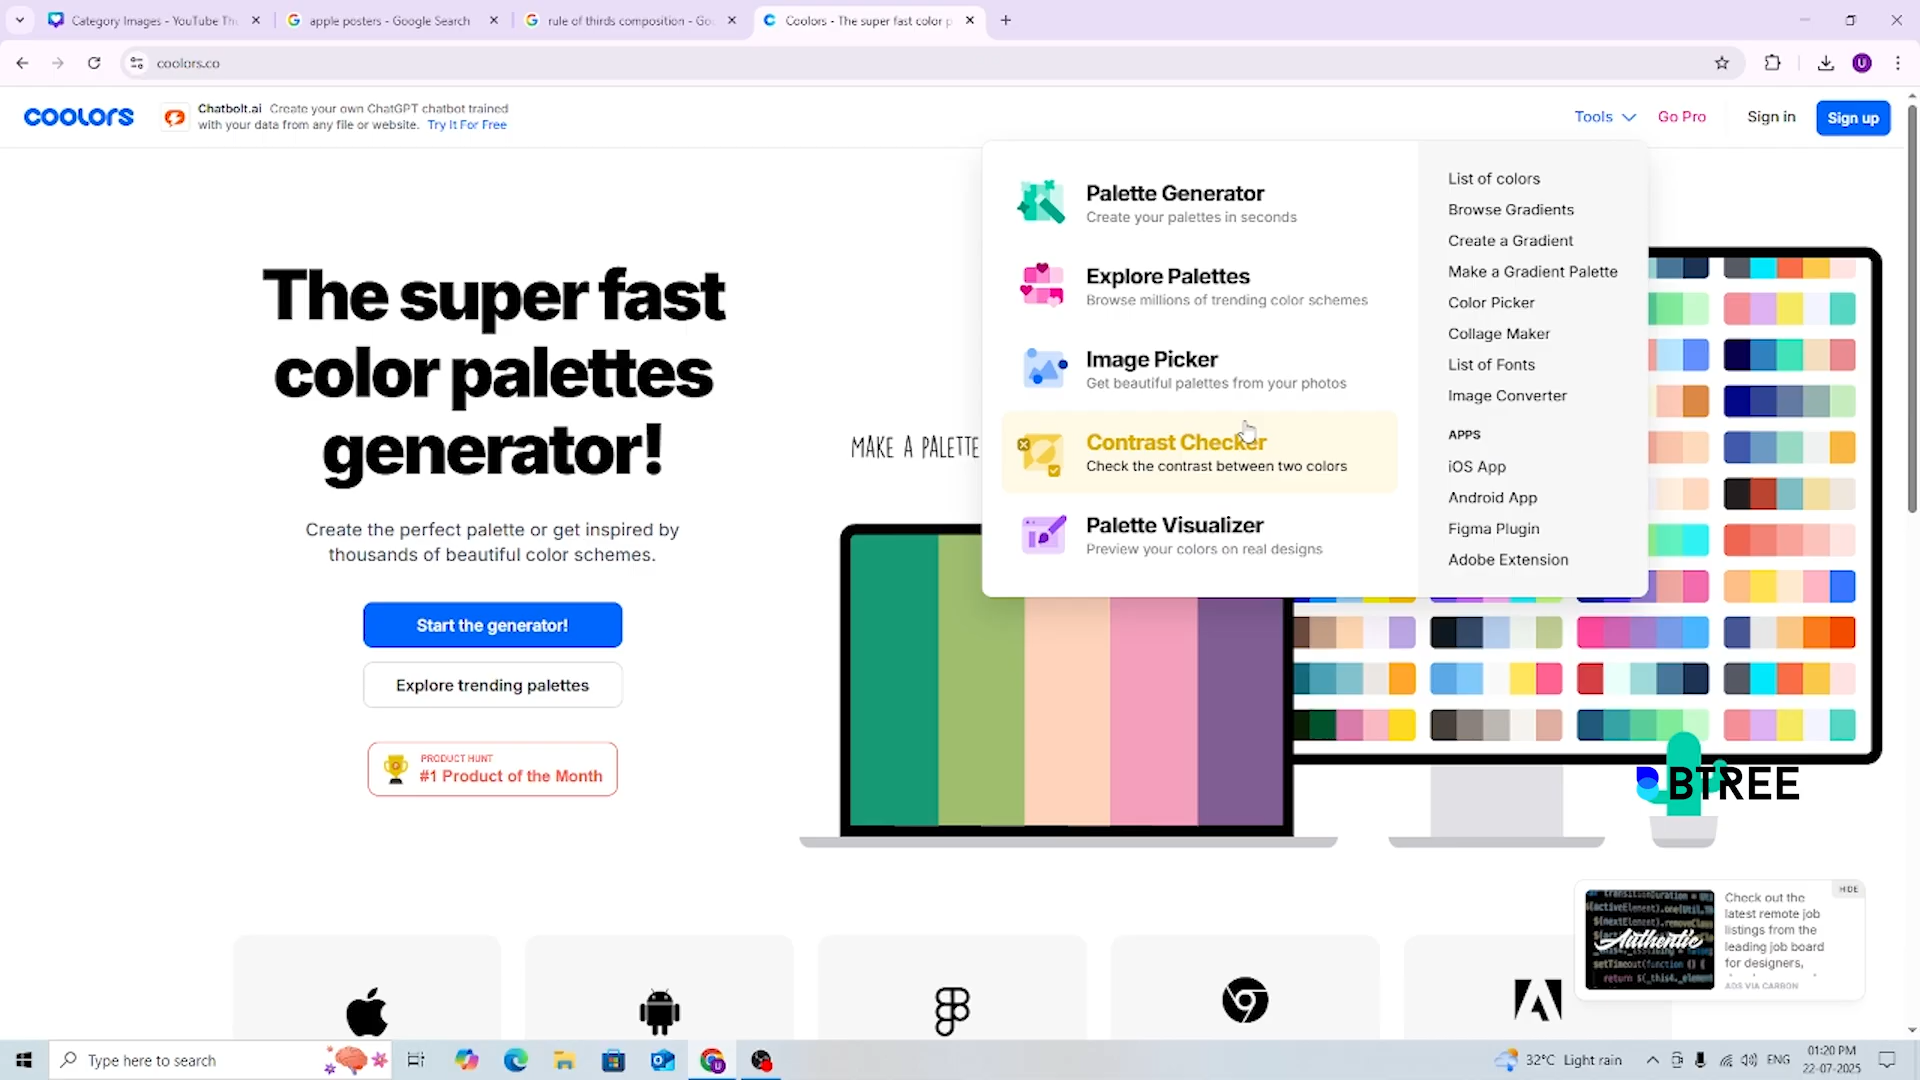 Category Images - YouTube Th
apple posters - Google Search
rule of thirds composition - Go
Coolors - The super fast color p
coolors.co
coolors
Chatbolt.ai Create your own ChatGPT chatbot trained
with your data from any file or website. Try It For Free
Tools
Go Pro
Sign in
Sign up
Palette Generator
Create your palettes in seconds
Explore Palettes
Browse millions of trending color schemes
Image Picker
Get beautiful palettes from your photos
Contrast Checker
Check the contrast between two colors
Palette Visualizer
Preview your colors on real designs
List of colors
Browse Gradients
Create a Gradient
Make a Gradient Palette
Color Picker
Collage Maker
List of Fonts
Image Converter
APPS
iOS App
Android App
Figma Plugin
Adobe Extension
The super fast
color palettes
generator!
Create the perfect palette or get inspired by
thousands of beautiful color schemes.
Start the generator!
Explore trending palettes
PRODUCT HUNT
#1 Product of the Month
MAKE A PALETTE
BTREE
HIDE
Authentic
Check out the
latest remote job
listings from the
leading job board
for designers,
ADS VIA CARBON
Type here to search
32°C Light rain
ENG
01:20 PM
22-07-2025